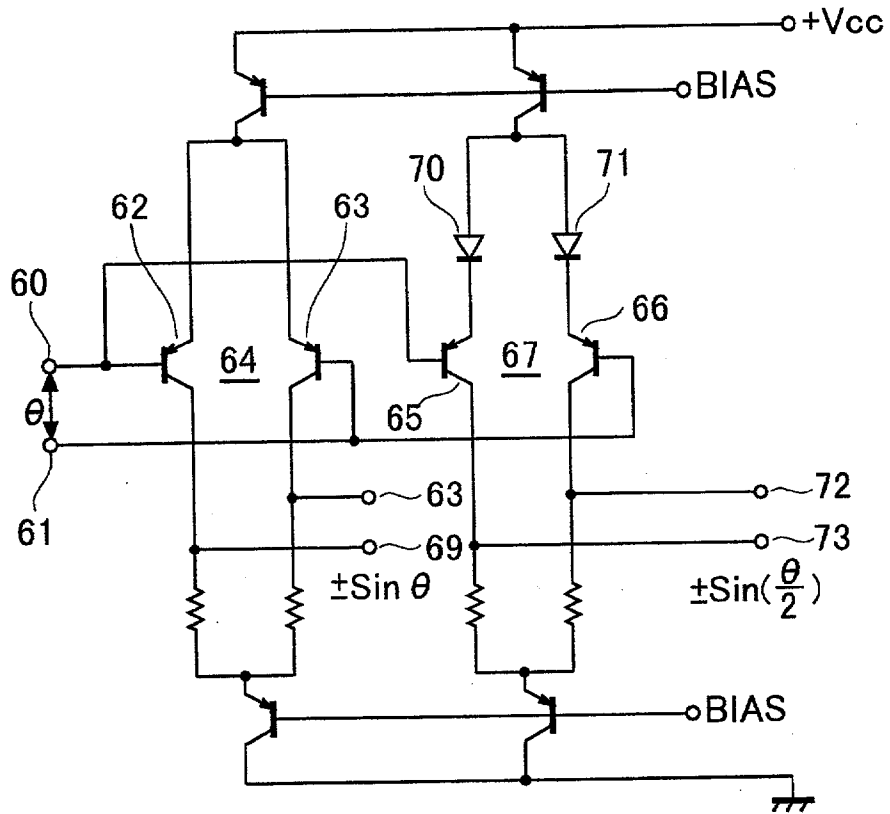 +Vcc
BIAS
70
71
62
63
60
64
67
66
θ
65
61
63
72
69
73
±Sin θ
±Sin(θ/2)
BIAS